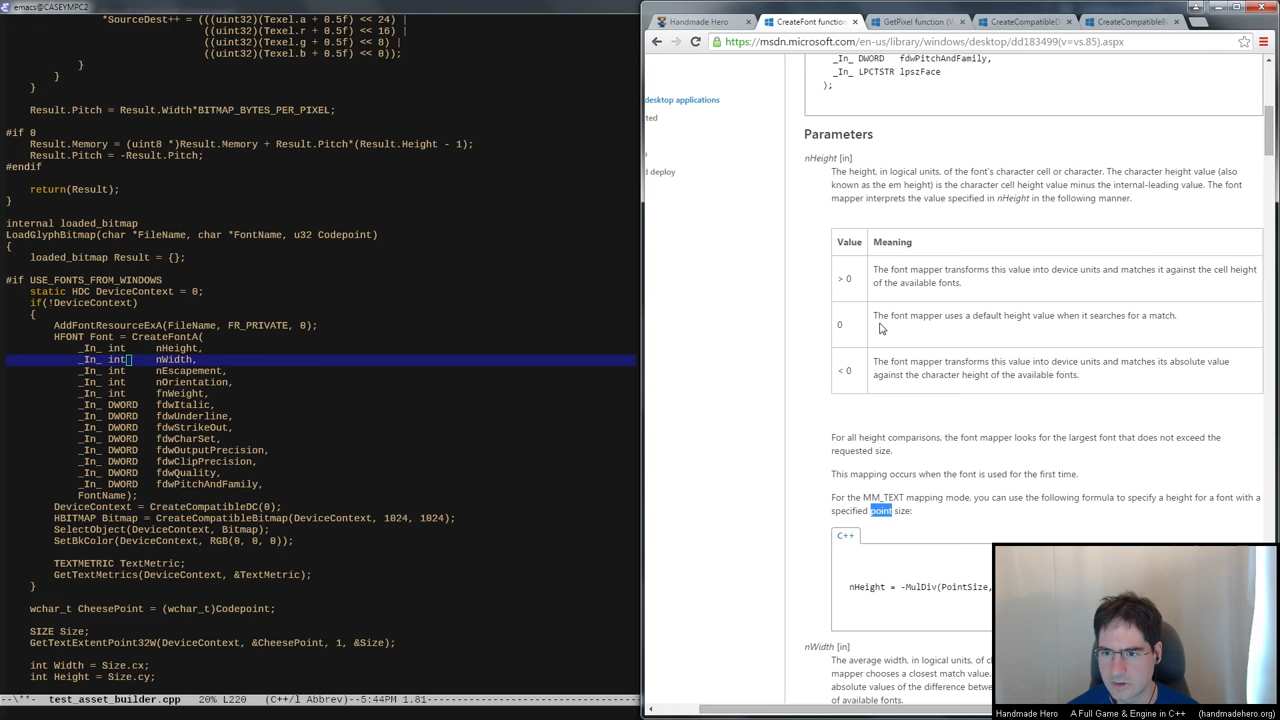 emacs@CASEYMPC2
*SourceDest++ = (((uint32)(Texel.a + 0.5f) << 24) |
((uint32)(Texel.r + 0.5f) << 16) |
((uint32)(Texel.g + 0.5f) << 8) |
((uint32)(Texel.b + 0.5f) << 0));
}
}
}
Result.Pitch = Result.Width*BITMAP_BYTES_PER_PIXEL;
#if 0
Result.Memory = (uint8 *)Result.Memory + Result.Pitch*(Result.Height - 1);
Result.Pitch = -Result.Pitch;
#endif
return(Result);
}
internal loaded_bitmap
LoadGlyphBitmap(char *FileName, char *FontName, u32 Codepoint)
{
loaded_bitmap Result = {};
#if USE_FONTS_FROM_WINDOWS
static HDC DeviceContext = 0;
if(!DeviceContext)
{
AddFontResourceExA(FileName, FR_PRIVATE, 0);
HFONT Font = CreateFontA(
_In_ int nHeight,
_In_ int nWidth,
_In_ int nEscapement,
_In_ int nOrientation,
_In_ int fnWeight,
_In_ DWORD fdwItalic,
_In_ DWORD fdwUnderline,
_In_ DWORD fdwStrikeOut,
_In_ DWORD fdwCharSet,
_In_ DWORD fdwOutputPrecision,
_In_ DWORD fdwClipPrecision,
_In_ DWORD fdwQuality,
_In_ DWORD fdwPitchAndFamily,
FontName);
DeviceContext = CreateCompatibleDC(0);
HBITMAP Bitmap = CreateCompatibleBitmap(DeviceContext, 1024, 1024);
SelectObject(DeviceContext, Bitmap);
SetBkColor(DeviceContext, RGB(0, 0, 0));
TEXTMETRIC TextMetric;
GetTextMetrics(DeviceContext, &TextMetric);
}
wchar_t CheesePoint = (wchar_t)Codepoint;
SIZE Size;
GetTextExtentPoint32W(DeviceContext, &CheesePoint, 1, &Size);
int Width = Size.cx;
int Height = Size.cy;
--\**- test_asset_builder.cpp 20% L220 (C++/l Abbrev)--5:44PM 1.81
Handmade Hero
CreateFont function
GetPixel function (W
CreateCompatibleD
CreateCompatibleB
https://msdn.microsoft.com/en-us/library/windows/desktop/dd183499(v=vs.85).aspx
desktop applications
ted
d deploy
_In_ DWORD fdwPitchAndFamily,
_In_ LPCTSTR lpszFace
);
Parameters
nHeight [in]
The height, in logical units, of the font's character cell or character. The character height value (also
known as the em height) is the character cell height value minus the internal-leading value. The font
mapper interprets the value specified in nHeight in the following manner.
Value Meaning
> 0 The font mapper transforms this value into device units and matches it against the cell height
of the available fonts.
0 The font mapper uses a default height value when it searches for a match.
< 0 The font mapper transforms this value into device units and matches its absolute value
against the character height of the available fonts.
For all height comparisons, the font mapper looks for the largest font that does not exceed the
requested size.
This mapping occurs when the font is used for the first time.
For the MM_TEXT mapping mode, you can use the following formula to specify a height for a font with a
specified point size:
C++
nHeight = -MulDiv(PointSize,
nWidth [in]
The average width, in logical units, of
mapper chooses a closest match value.
absolute values of the difference
values of
Handmade Hero A Full Game & Engine in C++ (handmadehero.org)